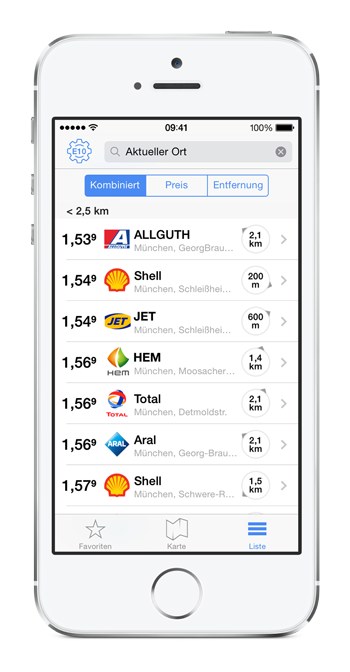 09:41
100%
E10
Aktueller Ort
Kombiniert
Preis
Entfernung
< 2,5 km
1,53⁹
ALLGUTH
ALLGUTH
München, GeorgBrau...
2,1 km
1,54⁹
Shell
München, Schleißhei...
200 m
1,54⁹
JET
JET
München, Schleißhei...
600 m
1,56⁹
HEM
HEM
München, Moosacher...
1,4 km
1,56⁹
TOTAL
Total
München, Detmoldstr.
2,1 km
1,56⁹
ARAL
Aral
München, Georg-Brau...
2,1 km
1,57⁹
Shell
München, Schwere-R...
1,5 km
Favoriten
Karte
Liste